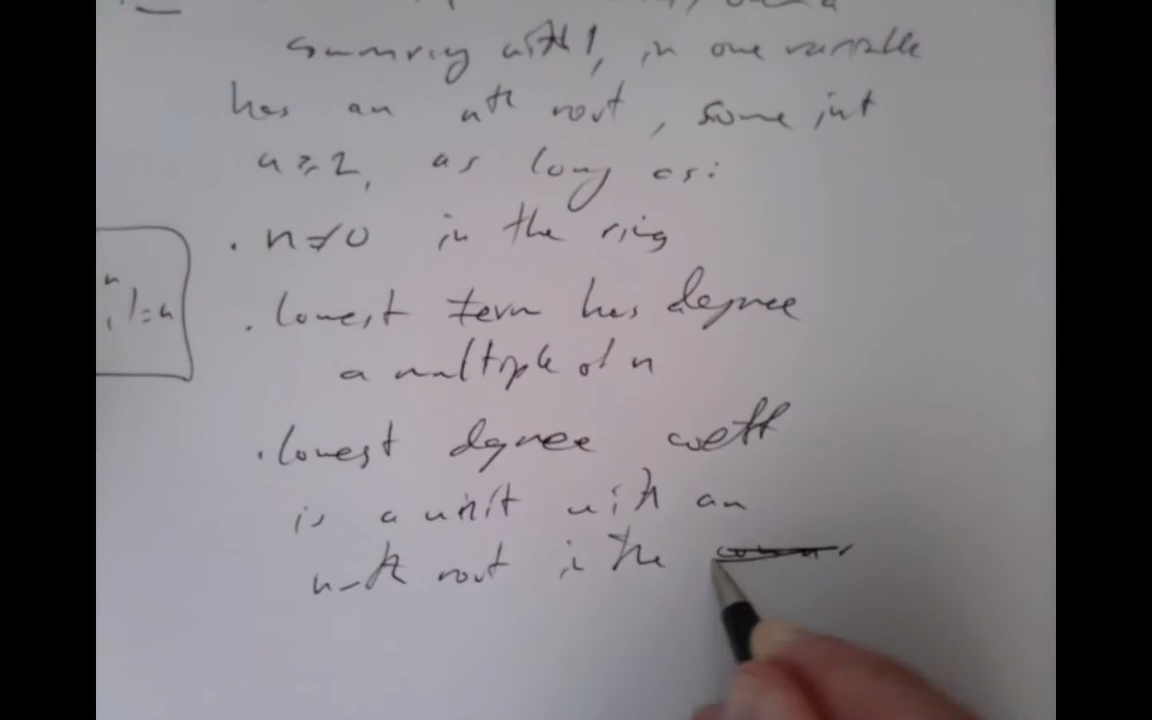 summing with 1, in one variable
has an nth root, some int
n ≥ 2, as long as:
. n ≠ 0 in the ring
. lowest term has degree
a multiple of n
. lowest degree coeff
is a unit with an
n-th root in the